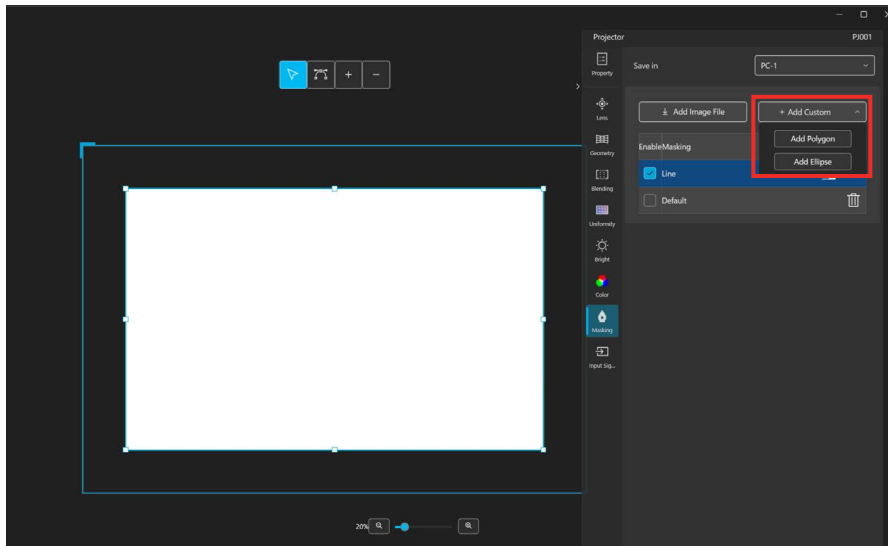 Projector PJ001
Property
Save in PC-1
Lens
Add Image File + Add Custom
Add Polygon
Add Ellipse
Geometry
EnableMasking
Line
Blending
Default
Uniformity
Bright
Color
Masking
Input Sig...
20%